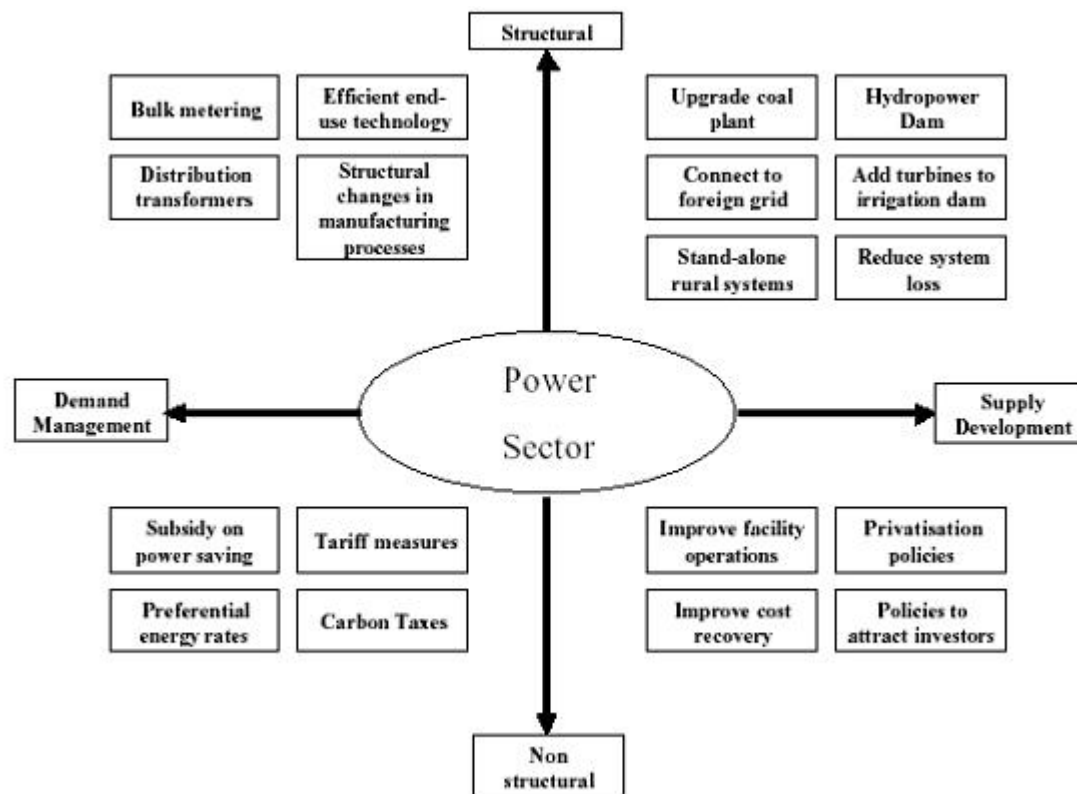 Structural
Bulk metering
Efficient end-
use technology
Distribution
transformers
Structural
changes in
manufacturing
processes
Upgrade coal
plant
Hydropower
Dam
Connect to
foreign grid
Add turbines to
irrigation dam
Stand-alone
rural systems
Reduce system
loss
Demand
Management
Power
Sector
Supply
Development
Subsidy on
power saving
Tariff measures
Preferential
energy rates
Carbon Taxes
Improve facility
operations
Privatisation
policies
Improve cost
recovery
Policies to
attract investors
Non
structural